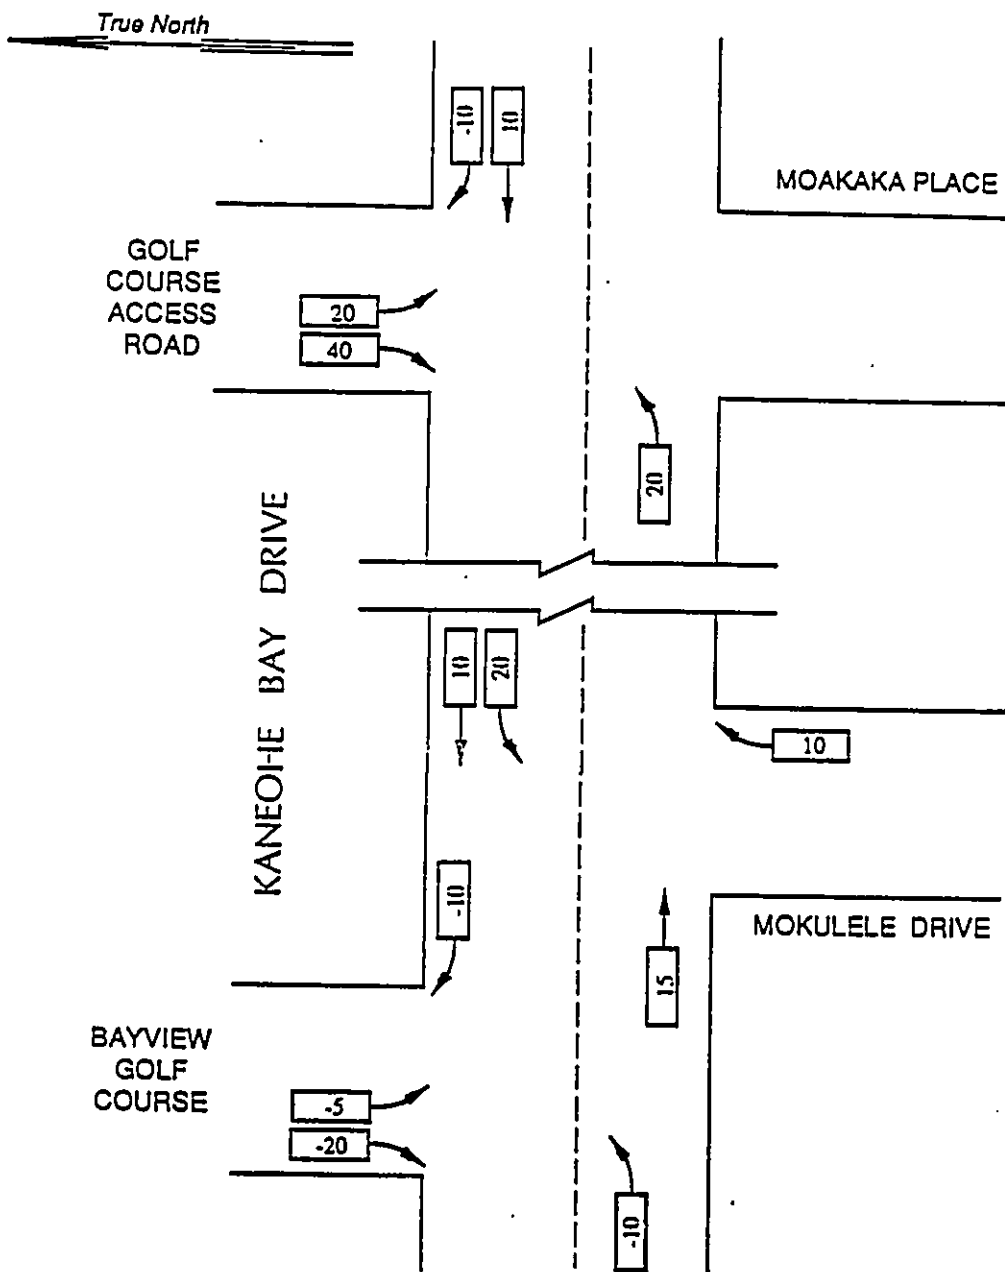 True North
-10
10
MOAKAKA PLACE
GOLF
COURSE
ACCESS
ROAD
20
40
20
KANEOHE BAY DRIVE
10
20
10
-10
MOKULELE DRIVE
15
BAYVIEW
GOLF
COURSE
-5
-20
-10